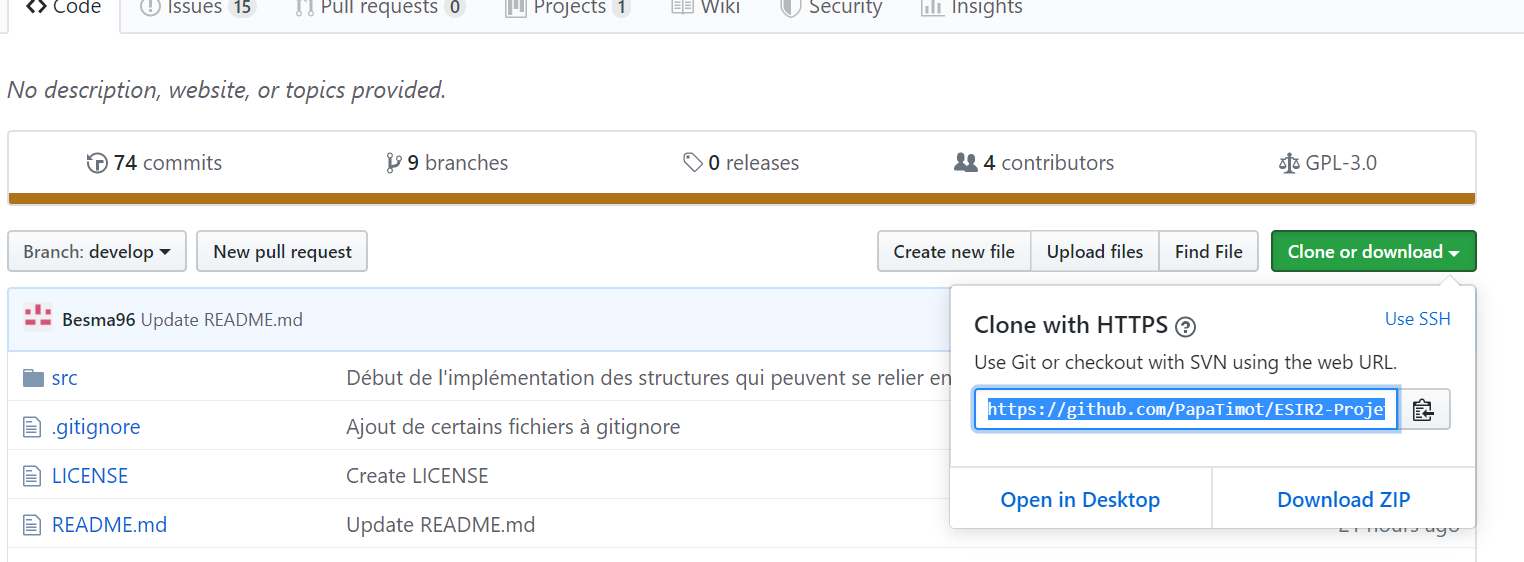 Code Issues 15 Pull requests 0 Projects 1 Wiki Security Insights
No description, website, or topics provided.
74 commits 9 branches 0 releases 4 contributors GPL-3.0
Branch: develop New pull request Create new file Upload files Find File Clone or download
Besma96 Update README.md
Clone with HTTPS ? Use SSH
Use Git or checkout with SVN using the web URL.
src Début de l'implémentation des structures qui peuvent se relier en
https://github.com/PapaTimot/ESIR2-Proje
.gitignore Ajout de certains fichiers à gitignore
LICENSE Create LICENSE
Open in Desktop Download ZIP
README.md Update README.md 21 hours ago